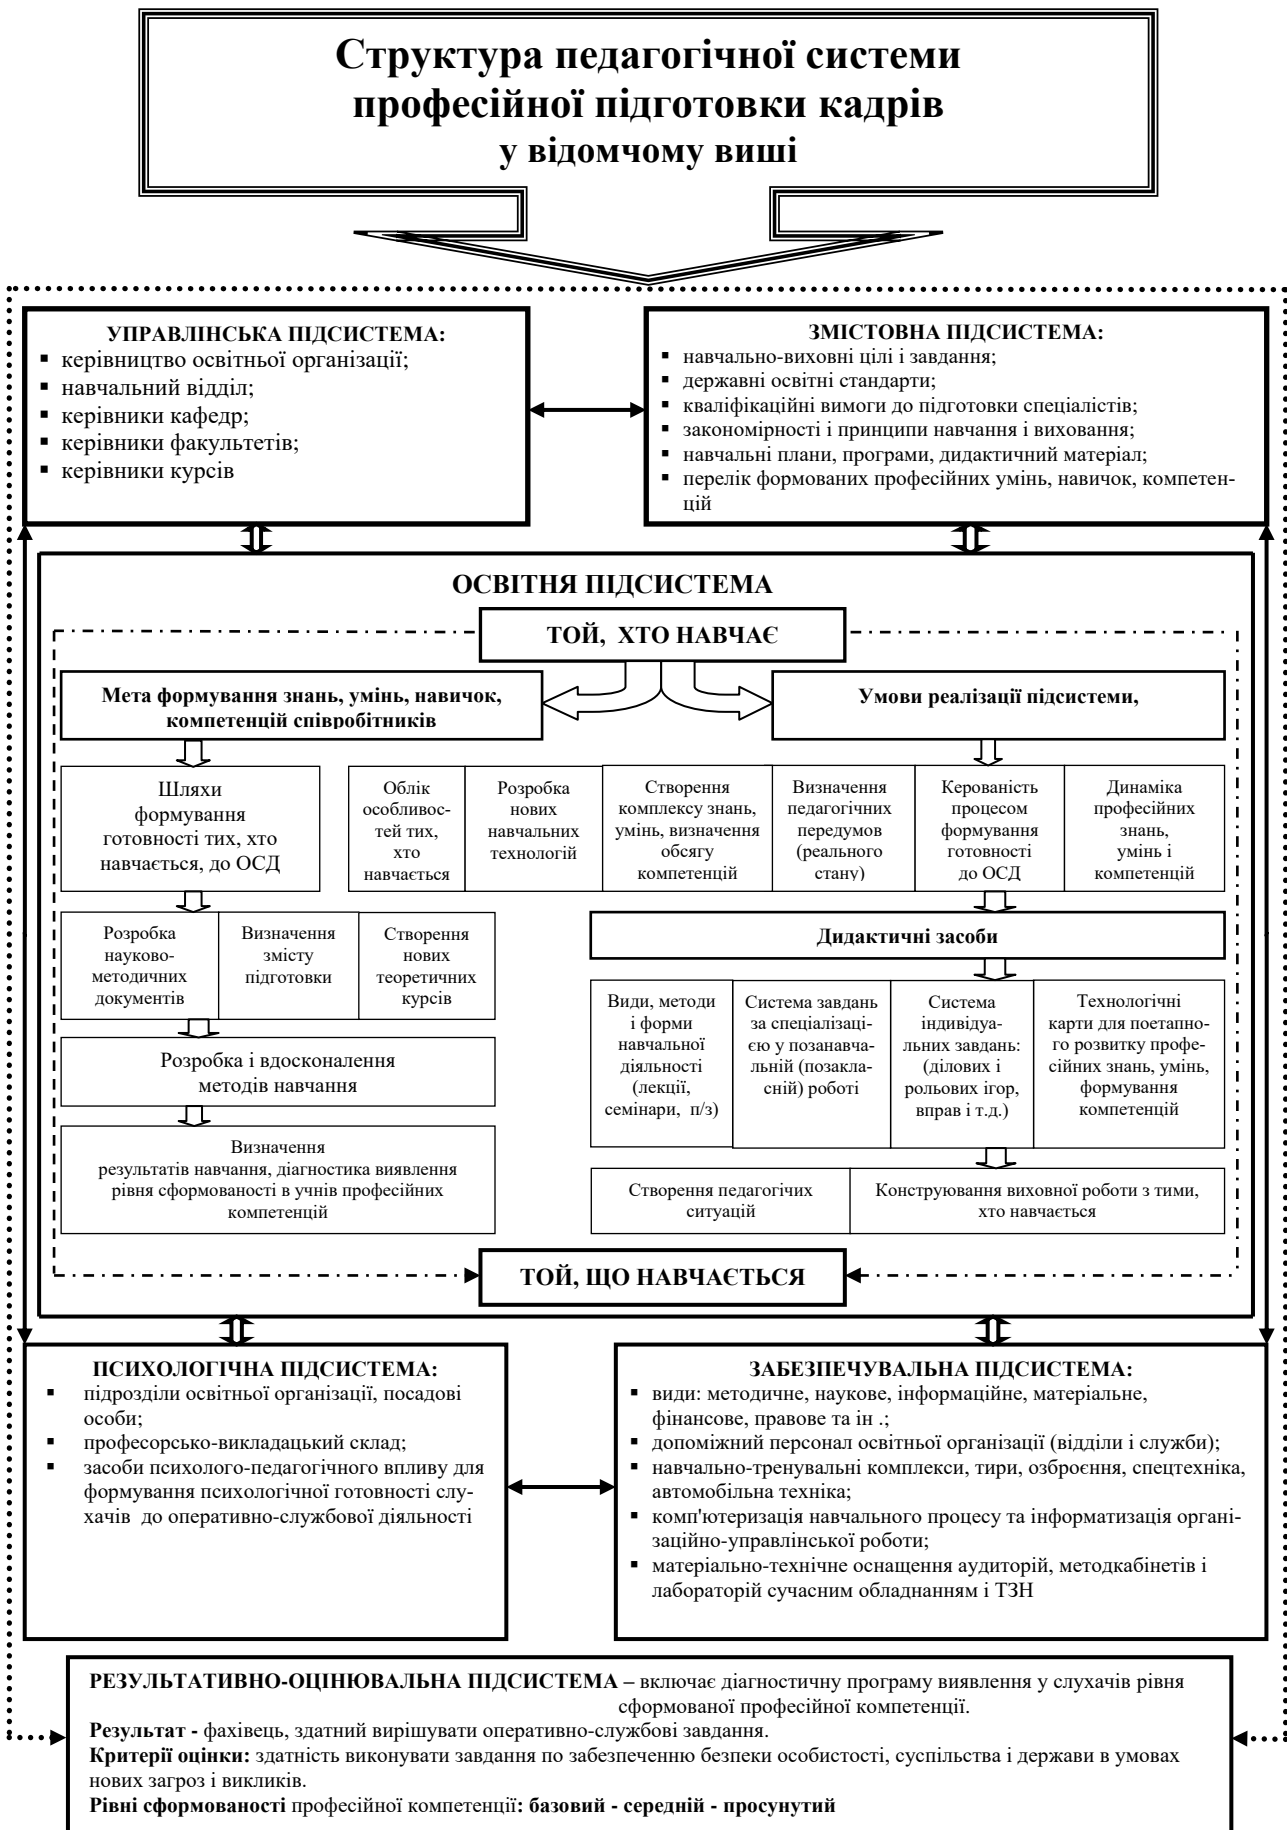 Структура педагогічної системи
професійної підготовки кадрів
у відомчому виші
УПРАВЛІНСЬКА ПІДСИСТЕМА:
▪ керівництво освітньої організації;
▪ навчальний відділ;
▪ керівники кафедр;
▪ керівники факультетів;
▪ керівники курсів
ЗМІСТОВНА ПІДСИСТЕМА:
▪ навчально-виховні цілі і завдання;
▪ державні освітні стандарти;
▪ кваліфікаційні вимоги до підготовки спеціалістів;
▪ закономірності і принципи навчання і виховання;
▪ навчальні плани, програми, дидактичний матеріал;
▪ перелік формованих професійних умінь, навичок, компетен-
цій
ОСВІТНЯ ПІДСИСТЕМА
ТОЙ, ХТО НАВЧАЄ
Мета формування знань, умінь, навичок,
компетенцій співробітників
Умови реалізації підсистеми,
Шляхи
формування
готовності тих, хто
навчається, до ОСД
Облік
особливос-
тей тих,
хто
навчається
Розробка
нових
навчальних
технологій
Створення
комплексу знань,
умінь, визначення
обсягу
компетенцій
Визначення
педагогічних
передумов
(реального
стану)
Керованість
процесом
формування
готовності
до ОСД
Динаміка
професійних
знань,
умінь і
компетенцій
Розробка
науково-
методичних
документів
Визначення
змісту
підготовки
Створення
нових
теоретичних
курсів
Дидактичні засоби
Види, методи
і форми
навчальної
діяльності
(лекції,
семінари, п/з)
Система завдань
за спеціалізаці-
єю у позанавча-
льній (позакла-
сній) роботі
Система
індивідуа-
льних завдань:
(ділових і
рольових ігор,
вправ і т.д.)
Технологічні
карти для поетапно-
го розвитку профе-
сійних знань, умінь,
формування
компетенцій
Розробка і вдосконалення
методів навчання
Визначення
результатів навчання, діагностика виявлення
рівня сформованості в учнів професійних
компетенцій
Створення педагогічих
ситуацій
Конструювання виховної роботи з тими,
хто навчається
ТОЙ, ЩО НАВЧАЄТЬСЯ
ПСИХОЛОГІЧНА ПІДСИСТЕМА:
▪ підрозділи освітньої організації, посадові
особи;
▪ професорсько-викладацький склад;
▪ засоби психолого-педагогічного впливу для
формування психологічної готовності слу-
хачів до оперативно-службової діяльності
ЗАБЕЗПЕЧУВАЛЬНА ПІДСИСТЕМА:
▪ види: методичне, наукове, інформаційне, матеріальне,
фінансове, правове та ін .;
▪ допоміжний персонал освітньої організації (відділи і служби);
▪ навчально-тренувальні комплекси, тири, озброєння, спецтехніка,
автомобільна техніка;
▪ комп'ютеризація навчального процесу та інформатизація органі-
заційно-управлінської роботи;
▪ матеріально-технічне оснащення аудиторій, методкабінетів і
лабораторій сучасним обладнанням і ТЗН
РЕЗУЛЬТАТИВНО-ОЦІНЮВАЛЬНА ПІДСИСТЕМА – включає діагностичну програму виявлення у слухачів рівня
сформованої професійної компетенції.
Результат - фахівець, здатний вирішувати оперативно-службові завдання.
Критерії оцінки: здатність виконувати завдання по забезпеченню безпеки особистості, суспільства і держави в умовах
нових загроз і викликів.
Рівні сформованості професійної компетенції: базовий - середній - просунутий